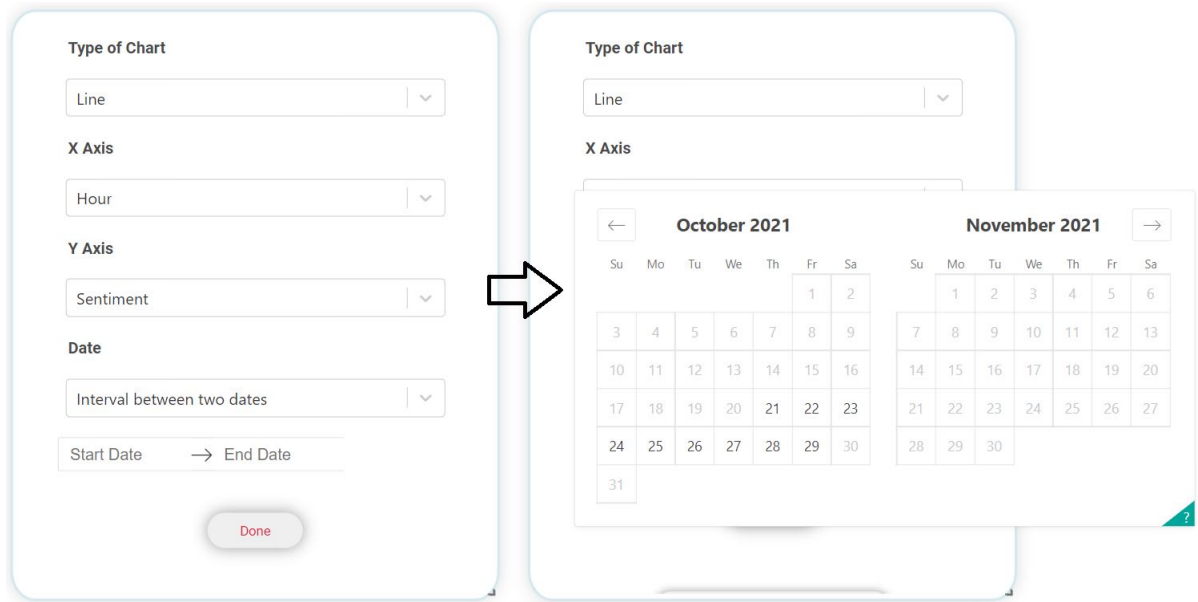 Type of Chart
Line
X Axis
Hour
Y Axis
Sentiment
Date
Interval between two dates
Start Date → End Date
Done
Type of Chart
Line
X Axis
← October 2021 November 2021 →
Su Mo Tu We Th Fr Sa Su Mo Tu We Th Fr Sa
1 2 1 2 3 4 5 6
3 4 5 6 7 8 9 7 8 9 10 11 12 13
10 11 12 13 14 15 16 14 15 16 17 18 19 20
17 18 19 20 21 22 23 21 22 23 24 25 26 27
24 25 26 27 28 29 30 28 29 30
31
?